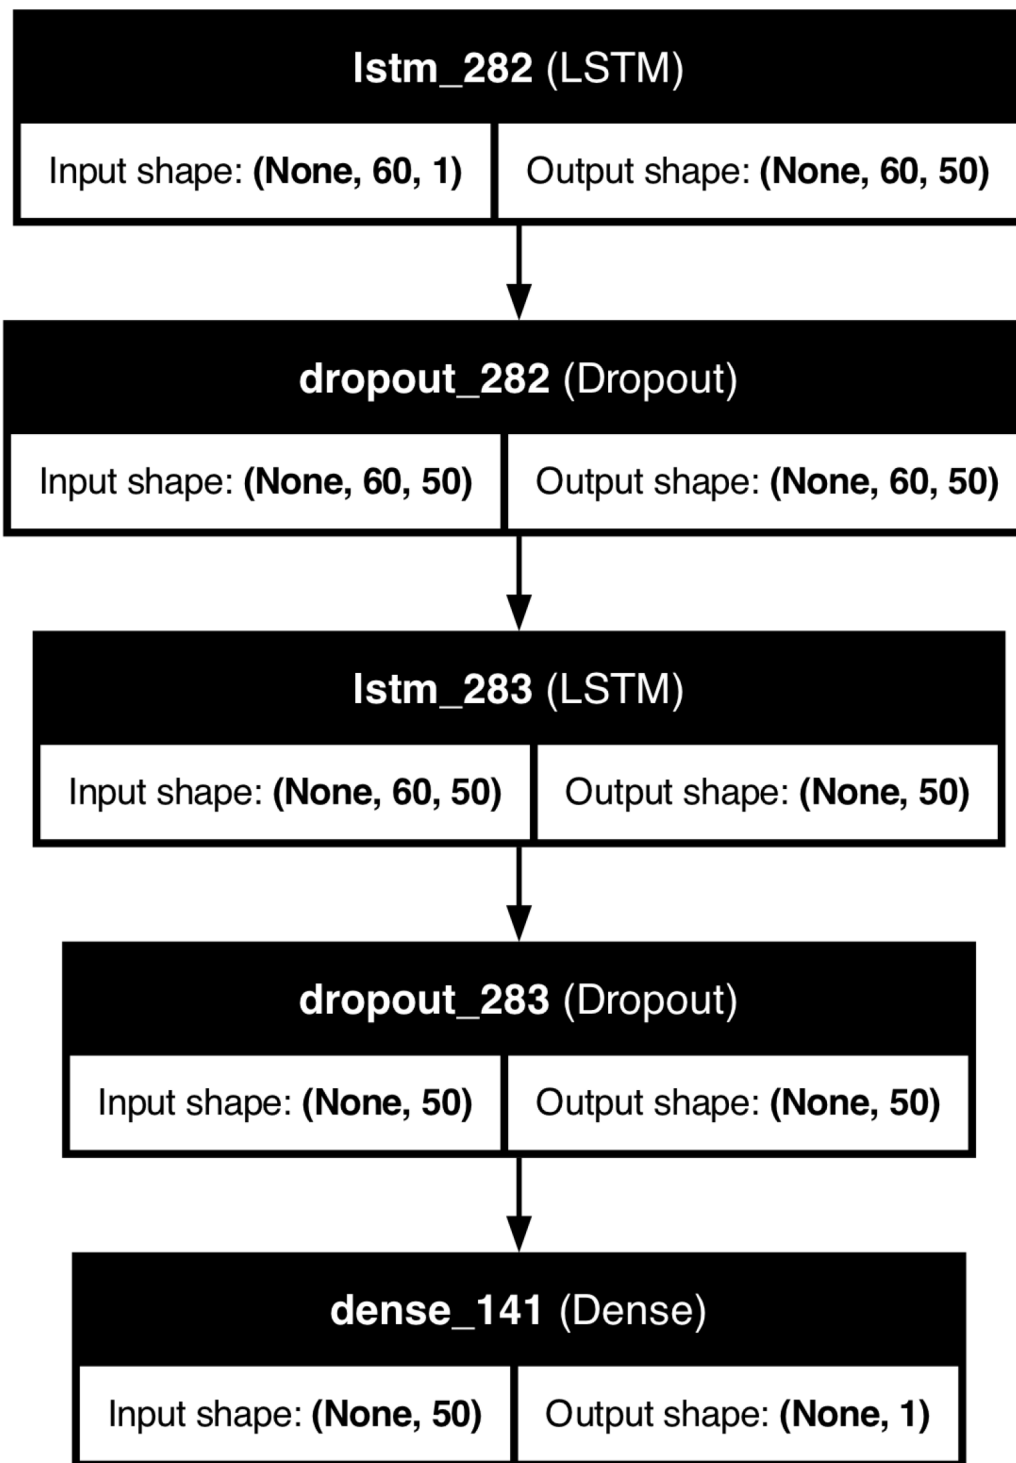 lstm_282 (LSTM)
Input shape: (None, 60, 1) Output shape: (None, 60, 50)
dropout_282 (Dropout)
Input shape: (None, 60, 50) Output shape: (None, 60, 50)
lstm_283 (LSTM)
Input shape: (None, 60, 50) Output shape: (None, 50)
dropout_283 (Dropout)
Input shape: (None, 50) Output shape: (None, 50)
dense_141 (Dense)
Input shape: (None, 50) Output shape: (None, 1)